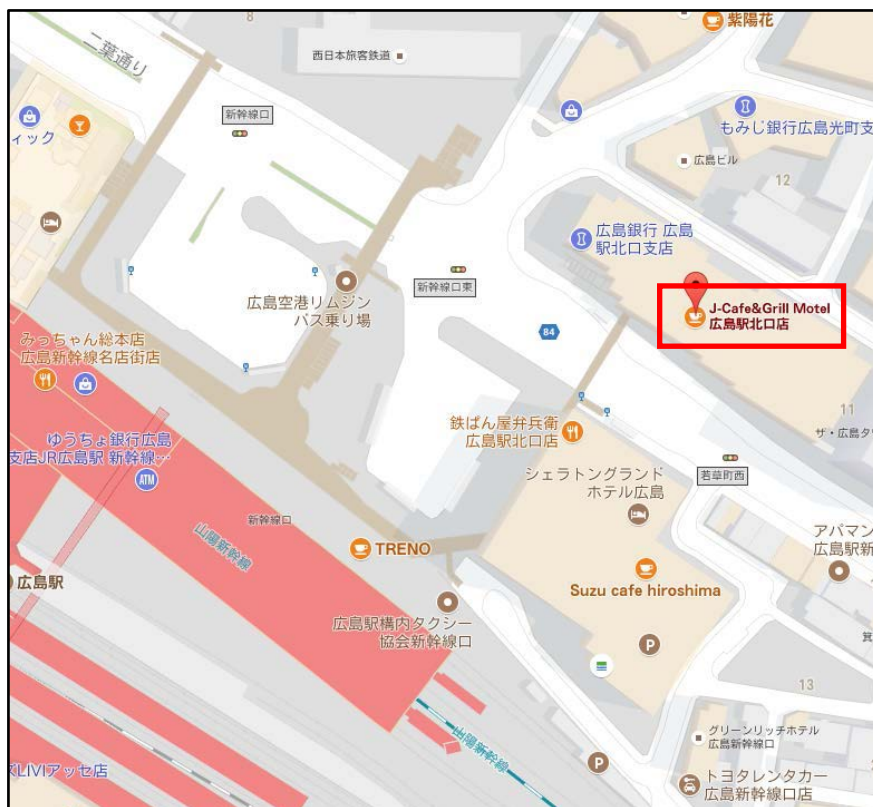 8
紫陽花
二葉通り
西日本旅客鉄道
新幹線口
もみじ銀行広島光町支
ィック
広島ビル
12
広島銀行 広島
駅北口支店
新幹線口東
広島空港リムジン
バス乗り場
J-Cafe&Grill Motel
広島駅北口店
84
みっちゃん総本店
広島新幹線名店街店
11
鉄ぱん屋弁兵衛
広島駅北口店
ザ・広島タ
ゆうちょ銀行広島
支店JR広島駅 新幹線…
ATM
シェラトングランド
ホテル広島
若草町西
新幹線口
アパマン
広島駅新
山陽新幹線
TRENO
広島駅
Suzu cafe hiroshima
広島駅構内タクシー
協会新幹線口
P
箕
13
山陽新幹線
グリーンリッチホテル
広島新幹線口
P
LIVIアッセ店
トヨタレンタカー
広島新幹線口店